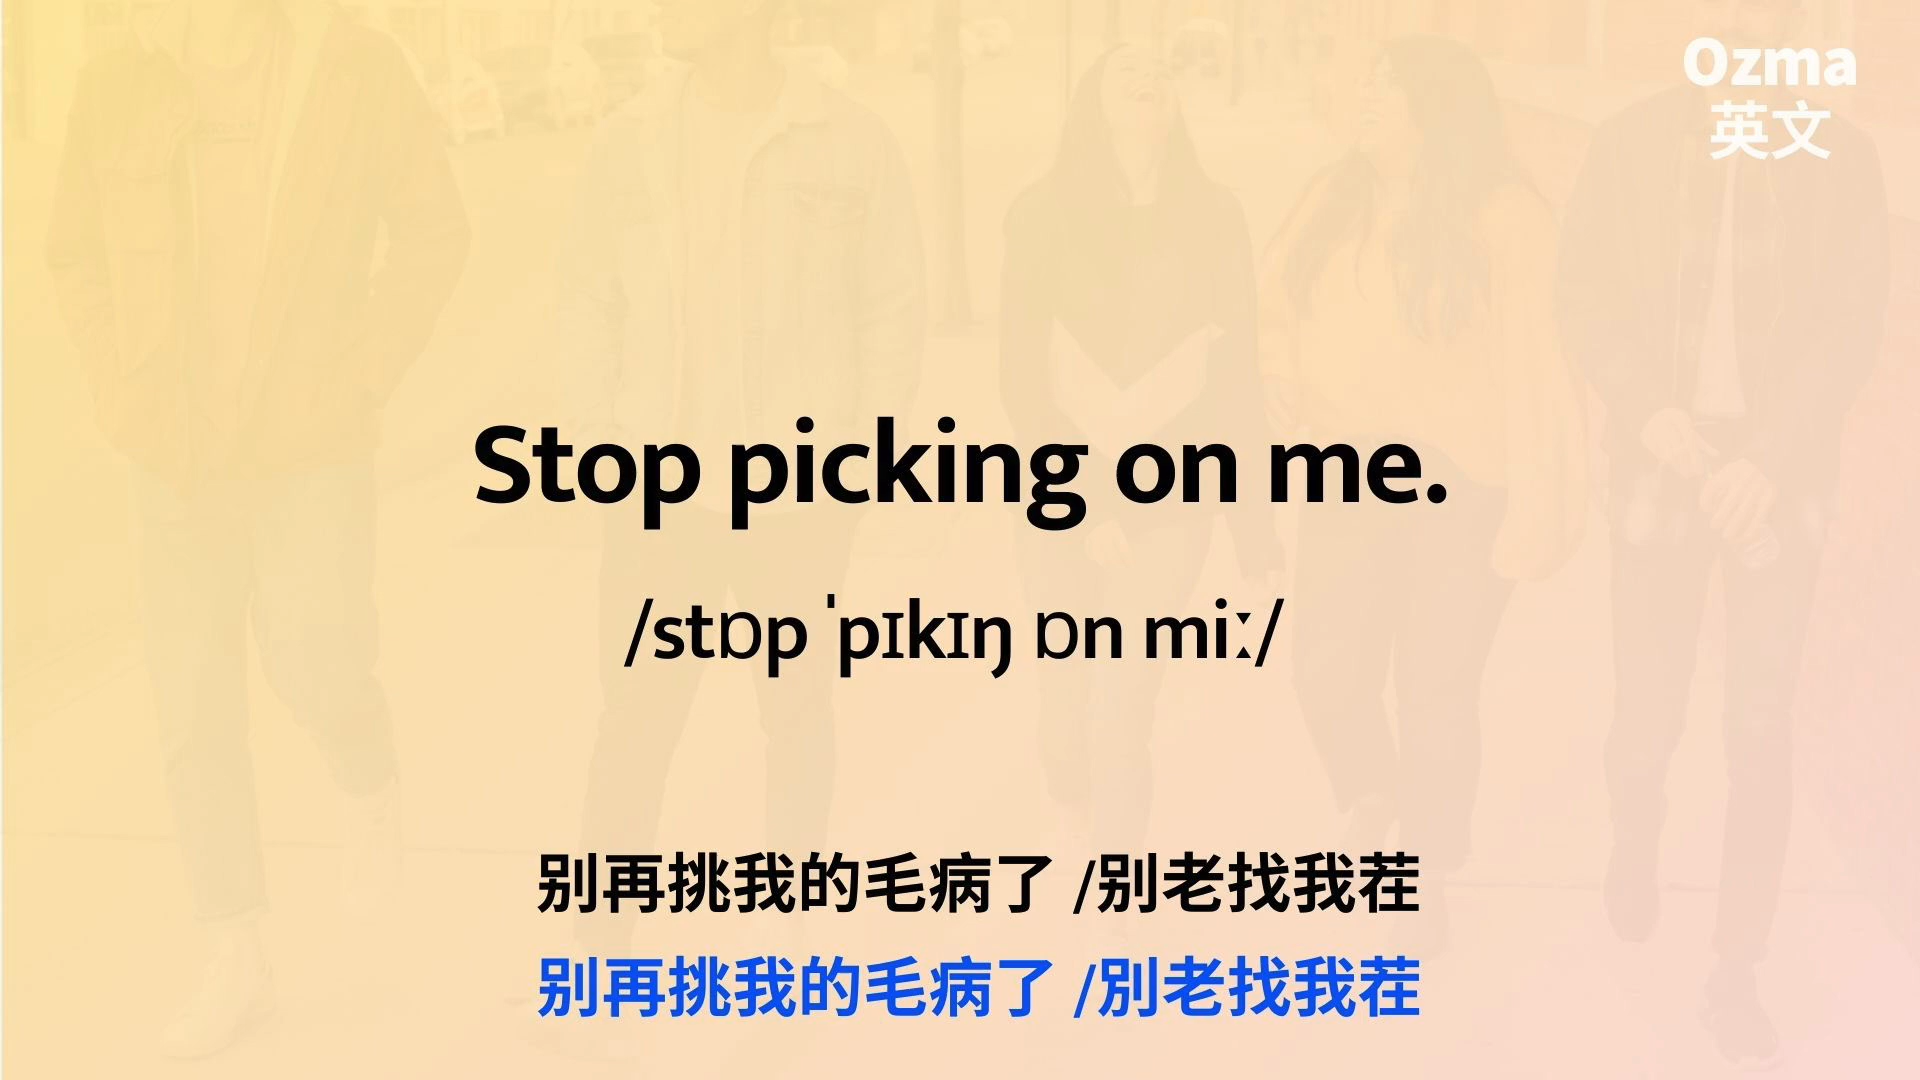 Ozma
英文
Stop picking on me.
/stɒp ˈpɪkɪŋ ɒn miː/
别再挑我的毛病了 /别老找我茬
别再挑我的毛病了 /別老找我茬